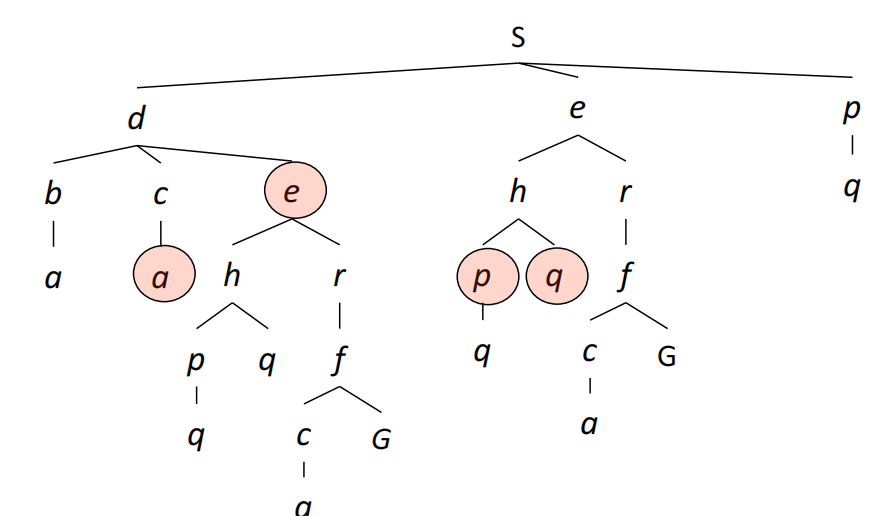 S
d e p
b c e h r q
a a h r p q f
p q f q c G
q c G a
a